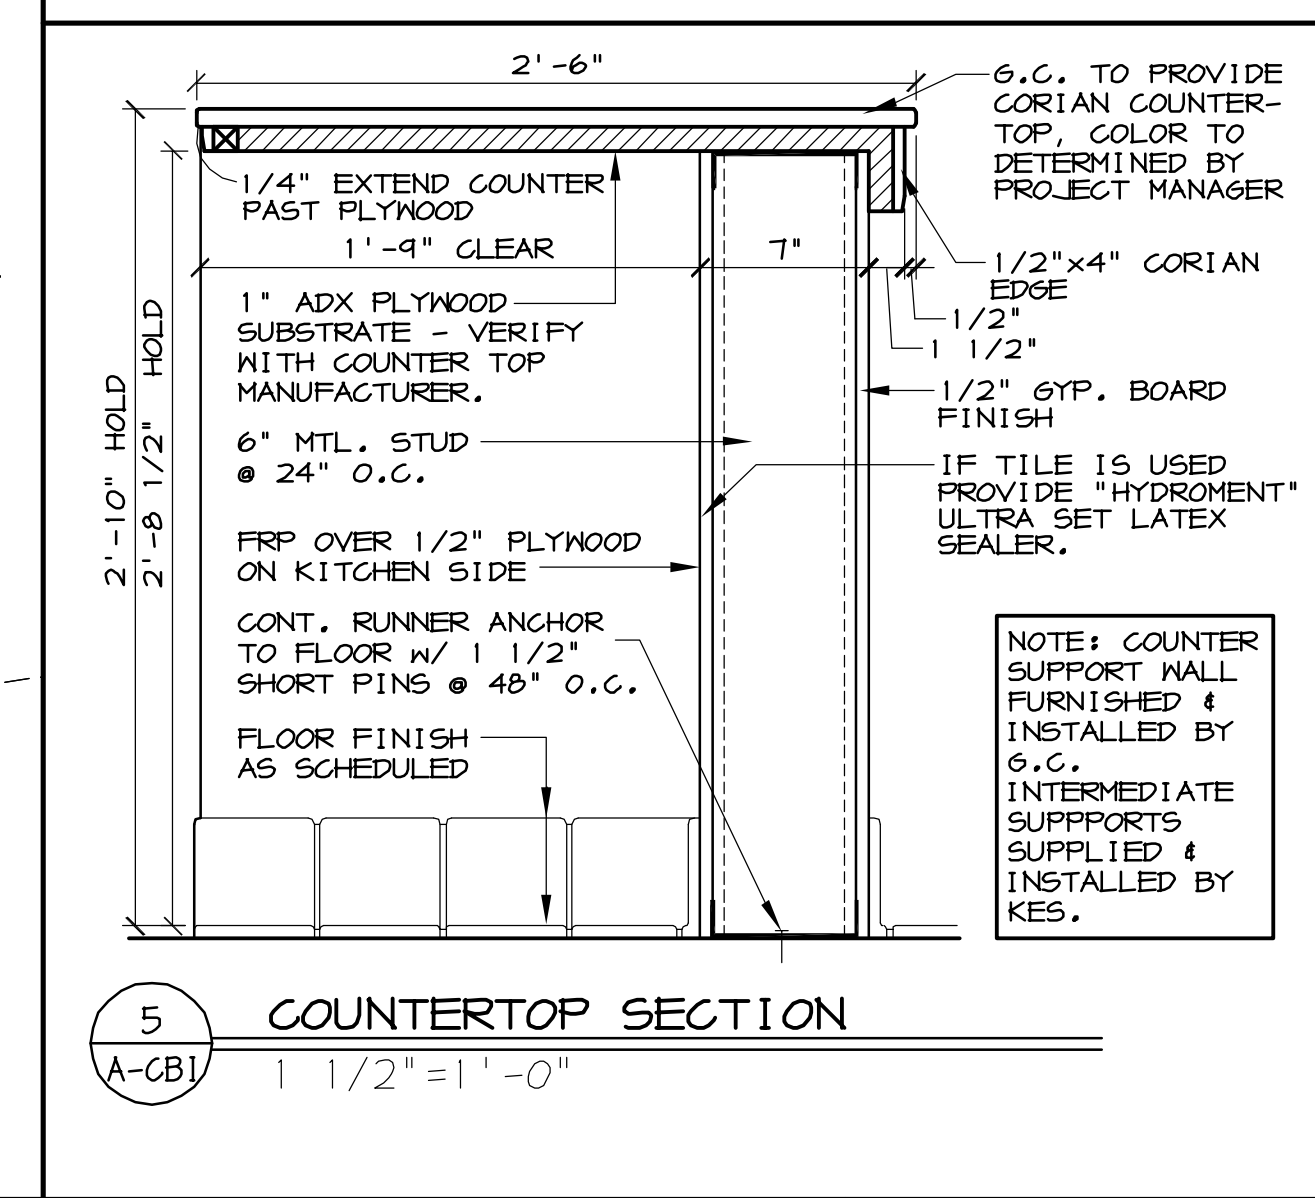 2'-6"
G.C. TO PROVIDE
CORIAN COUNTER-
TOP, COLOR TO
DETERMINED BY
PROJECT MANAGER
1/4" EXTEND COUNTER
PAST PLYWOOD
1'-9" CLEAR
7"
1/2"x4" CORIAN
EDGE
1/2"
1 1/2"
1" ADX PLYWOOD
SUBSTRATE - VERIFY
WITH COUNTER TOP
MANUFACTURER.
2'-10" HOLD
2'-8 1/2" HOLD
1/2" GYP. BOARD
FINISH
6" MTL. STUD
@ 24" O.C.
IF TILE IS USED
PROVIDE "HYDROMENT"
ULTRA SET LATEX
SEALER.
FRP OVER 1/2" PLYWOOD
ON KITCHEN SIDE
CONT. RUNNER ANCHOR
TO FLOOR W/ 1 1/2"
SHORT PINS @ 48" O.C.
FLOOR FINISH
AS SCHEDULED
NOTE: COUNTER
SUPPORT WALL
FURNISHED &
INSTALLED BY
G.C.
INTERMEDIATE
SUPPPORTS
SUPPLIED &
INSTALLED BY
KES.
5
A-CBI
COUNTERTOP SECTION
1 1/2"=1'-0"